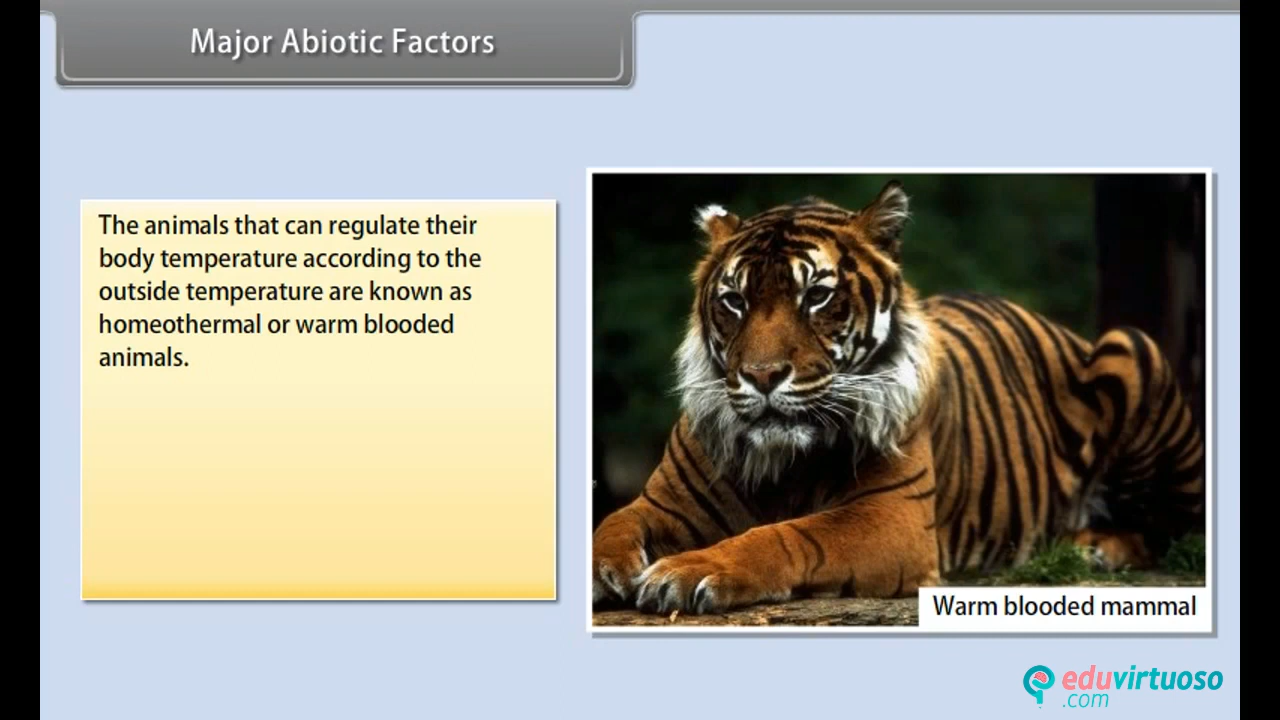 Major Abiotic Factors
The animals that can regulate their
body temperature according to the
outside temperature are known as
homeothermal or warm blooded
animals.
Warm blooded mammal
eduvirtuoso
.com